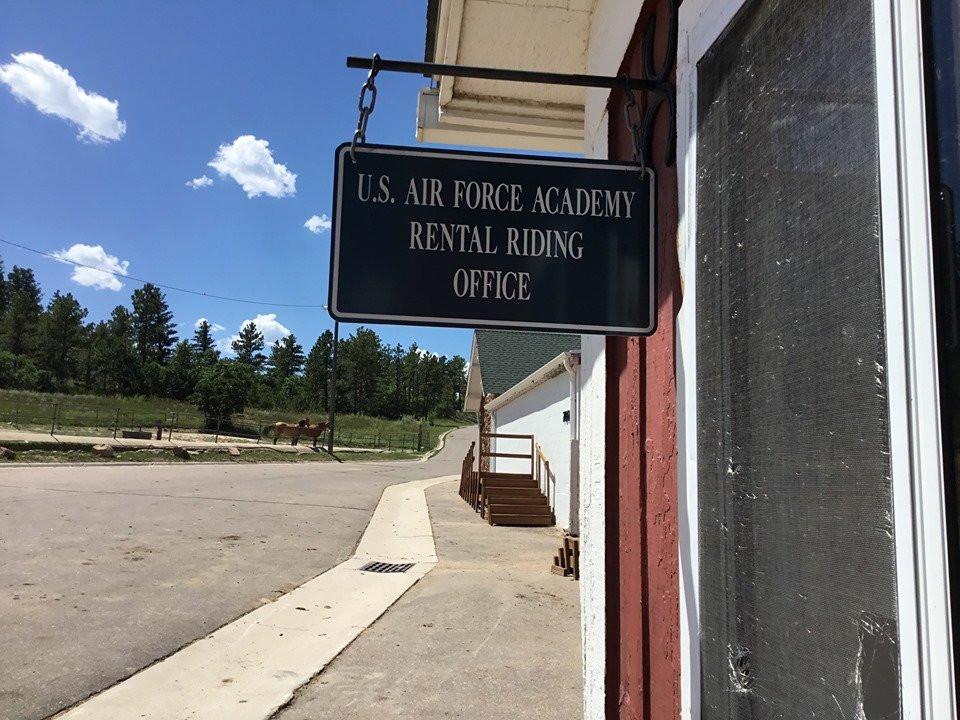 U.S. AIR FORCE ACADEMY
RENTAL RIDING
OFFICE